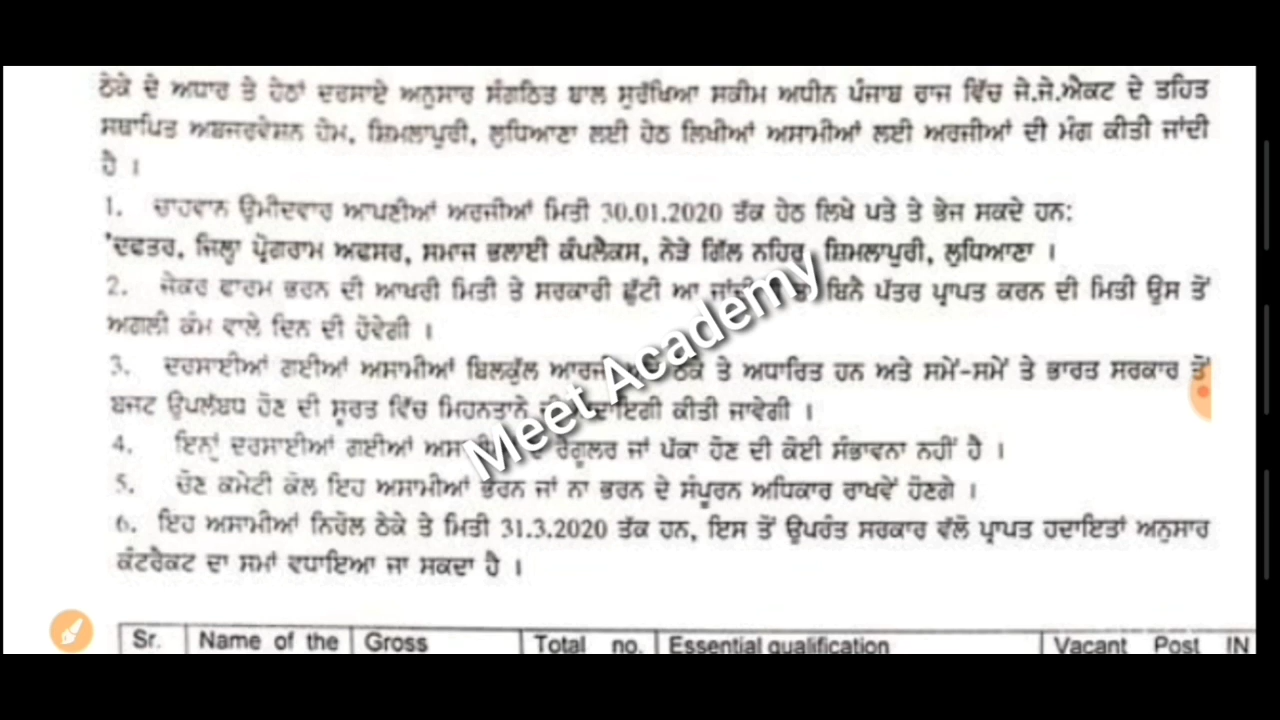 ਠੇਕੇ ਦੇ ਅਧਾਰ ਤੇ ਹੇਠਾਂ ਦਰਸਾਏ ਅਨੁਸਾਰ ਸੰਗਠਿਤ ਬਾਲ ਸੁਰੱਖਿਆ ਸਕੀਮ ਅਧੀਨ ਪੰਜਾਬ ਰਾਜ ਵਿੱਚ ਜੇ.ਜੇ.ਐਕਟ ਦੇ ਤਹਿਤ
ਸਥਾਪਿਤ ਅਬਜਰਵੇਸ਼ਨ ਹੋਮ, ਸ਼ਿਮਲਾਪੁਰੀ, ਲੁਧਿਆਣਾ ਲਈ ਹੇਠ ਲਿਖੀਆਂ ਅਸਾਮੀਆਂ ਲਈ ਅਰਜੀਆਂ ਦੀ ਮੰਗ ਕੀਤੀ ਜਾਂਦੀ
ਹੈ ।
1. ਚਾਹਵਾਨ ਉਮੀਦਵਾਰ ਆਪਣੀਆਂ ਅਰਜੀਆਂ ਮਿਤੀ 30.01.2020 ਤੱਕ ਹੇਠ ਲਿਖੇ ਪਤੇ ਤੇ ਭੇਜ ਸਕਦੇ ਹਨ:
ਦਫਤਰ, ਜਿਲ੍ਹਾ ਪ੍ਰੋਗਰਾਮ ਅਫਸਰ, ਸਮਾਜ ਭਲਾਈ ਕੰਪਲੈਕਸ, ਨੇੜੇ ਗਿੱਲ ਨਹਿਰ, ਸ਼ਿਮਲਾਪੁਰੀ, ਲੁਧਿਆਣਾ ।
2. ਜੇਕਰ ਫਾਰਮ ਭਰਨ ਦੀ ਆਖਰੀ ਮਿਤੀ ਤੇ ਸਰਕਾਰੀ ਛੁੱਟੀ ਆ ਬਿਨੈ ਪੱਤਰ ਪ੍ਰਾਪਤ ਕਰਨ ਦੀ ਮਿਤੀ ਉਸ ਤੋਂ
ਅਗਲੀ ਕੰਮ ਵਾਲੇ ਦਿਨ ਦੀ ਹੋਵੇਗੀ ।
3. ਦਰਸਾਈਆਂ ਗਈਆਂ ਅਸਾਮੀਆਂ ਬਿਲਕੁੱਲ ਠੇਕੇ ਤੇ ਅਧਾਰਿਤ ਹਨ ਅਤੇ ਸਮੇਂ-ਸਮੇਂ ਤੇ ਭਾਰਤ ਸਰਕਾਰ ਤੋਂ
ਬਜਟ ਉਪਲੱਬਧ ਹੋਣ ਦੀ ਸੂਰਤ ਵਿੱਚ ਮਿਹਨਤਾਨੇ ਕੀਤੀ ਜਾਵੇਗੀ ।
4. ਇਨ੍ਹਾਂ ਦਰਸਾਈਆਂ ਗਈਆਂ ਰੈਗੂਲਰ ਜਾਂ ਪੱਕਾ ਹੋਣ ਦੀ ਕੋਈ ਸੰਭਾਵਨਾ ਨਹੀਂ ਹੈ ।
5. ਚੋਣ ਕਮੇਟੀ ਕੋਲ ਇਹ ਅਸਾਮੀਆਂ ਭਰਨ ਜਾਂ ਨਾ ਭਰਨ ਦੇ ਸੰਪੂਰਨ ਅਧਿਕਾਰ ਰਾਖਵੇਂ ਹੋਣਗੇ ।
6. ਇਹ ਅਸਾਮੀਆਂ ਨਿਰੋਲ ਠੇਕੇ ਤੇ ਮਿਤੀ 31.3.2020 ਤੱਕ ਹਨ, ਇਸ ਤੋਂ ਉਪਰੰਤ ਸਰਕਾਰ ਵੱਲੋਂ ਪ੍ਰਾਪਤ ਹਦਾਇਤਾਂ ਅਨੁਸਾਰ
ਕੰਟਰੈਕਟ ਦਾ ਸਮਾਂ ਵਧਾਇਆ ਜਾ ਸਕਦਾ ਹੈ ।
Sr. Name of the Gross Total no. Essential qualification Vacant Post IN
Meet Academy